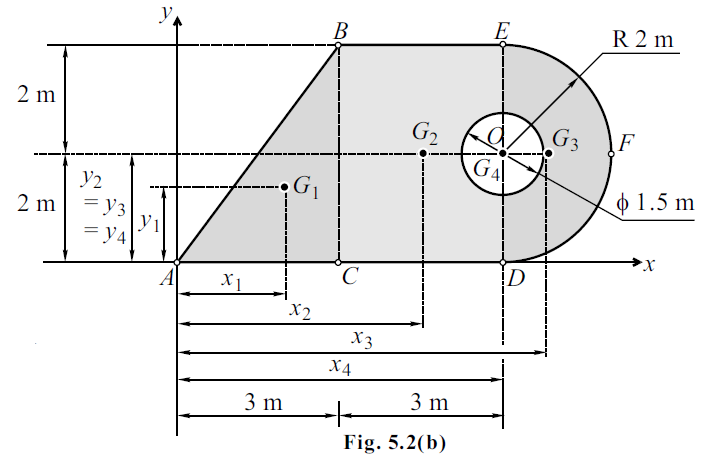 y
B
E
R 2 m
2 m
G2
O
G3
F
G4
2 m
y2
= y3
= y4
y1
G1
ϕ 1.5 m
A
x1
C
D
x
x2
x3
x4
3 m
3 m
Fig. 5.2(b)